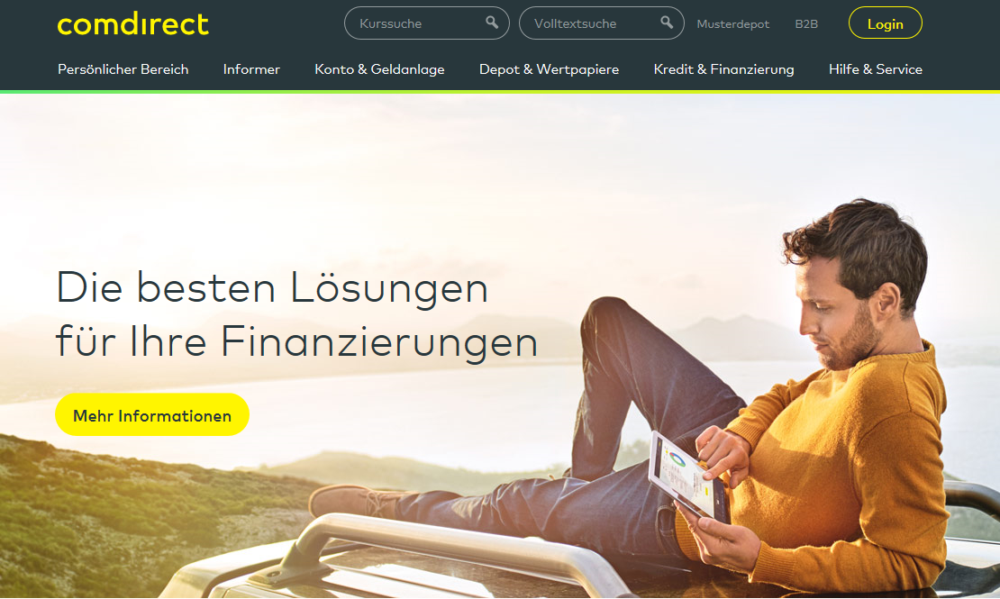 comdirect
Kurssuche
Volltextsuche
Musterdepot
B2B
Login
Persönlicher Bereich
Informer
Konto & Geldanlage
Depot & Wertpapiere
Kredit & Finanzierung
Hilfe & Service
Die besten Lösungen
für Ihre Finanzierungen
Mehr Informationen